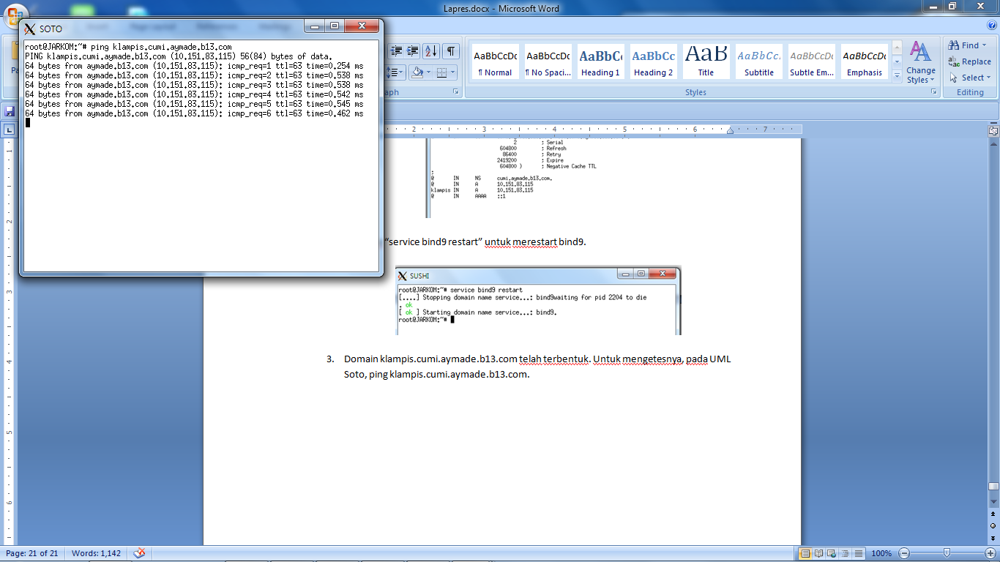 Lapres.docx - Microsoft Word
SOTO
root@JARKOM:~# ping klampis.cumi.aymade.b13.com
PING klampis.cumi.aymade.b13.com (10.151.83.115) 56(84) bytes of data.
64 bytes from aymade.b13.com (10.151.83.115): icmp_req=1 ttl=63 time=0.254 ms
64 bytes from aymade.b13.com (10.151.83.115): icmp_req=2 ttl=63 time=0.538 ms
64 bytes from aymade.b13.com (10.151.83.115): icmp_req=3 ttl=63 time=0.538 ms
64 bytes from aymade.b13.com (10.151.83.115): icmp_req=4 ttl=63 time=0.542 ms
64 bytes from aymade.b13.com (10.151.83.115): icmp_req=5 ttl=63 time=0.545 ms
64 bytes from aymade.b13.com (10.151.83.115): icmp_req=6 ttl=63 time=0.462 ms
AaBbCcDc AaBbCcDc AaBbCc AaBbCc AaB AaBbCcI AaBbCcDc AaBbCcDc
¶ Normal ¶ No Spaci... Heading 1 Heading 2 Title Subtitle Subtle Em... Emphasis
Change
Styles
Find
Replace
Select
aph Styles Editing
2 3 4 5 6 7
1
2
3
4
5
6
2 ; Serial
604800 ; Refresh
86400 ; Retry
2419200 ; Expire
604800 ) ; Negative Cache TTL
;
@ IN NS cumi.aymade.b13.com.
@ IN A 10.151.83.115
klampis IN A 10.151.83.115
@ IN AAAA ::1
“service bind9 restart” untuk merestart bind9.
SUSHI
root@JARKOM:~# service bind9 restart
[....] Stopping domain name service...: bind9waiting for pid 2204 to die
. ok
[ ok ] Starting domain name service...: bind9.
root@JARKOM:~#
3. Domain klampis.cumi.aymade.b13.com telah terbentuk. Untuk mengetesnya, pada UML
Soto, ping klampis.cumi.aymade.b13.com.
Page: 21 of 21 Words: 1,142 100%